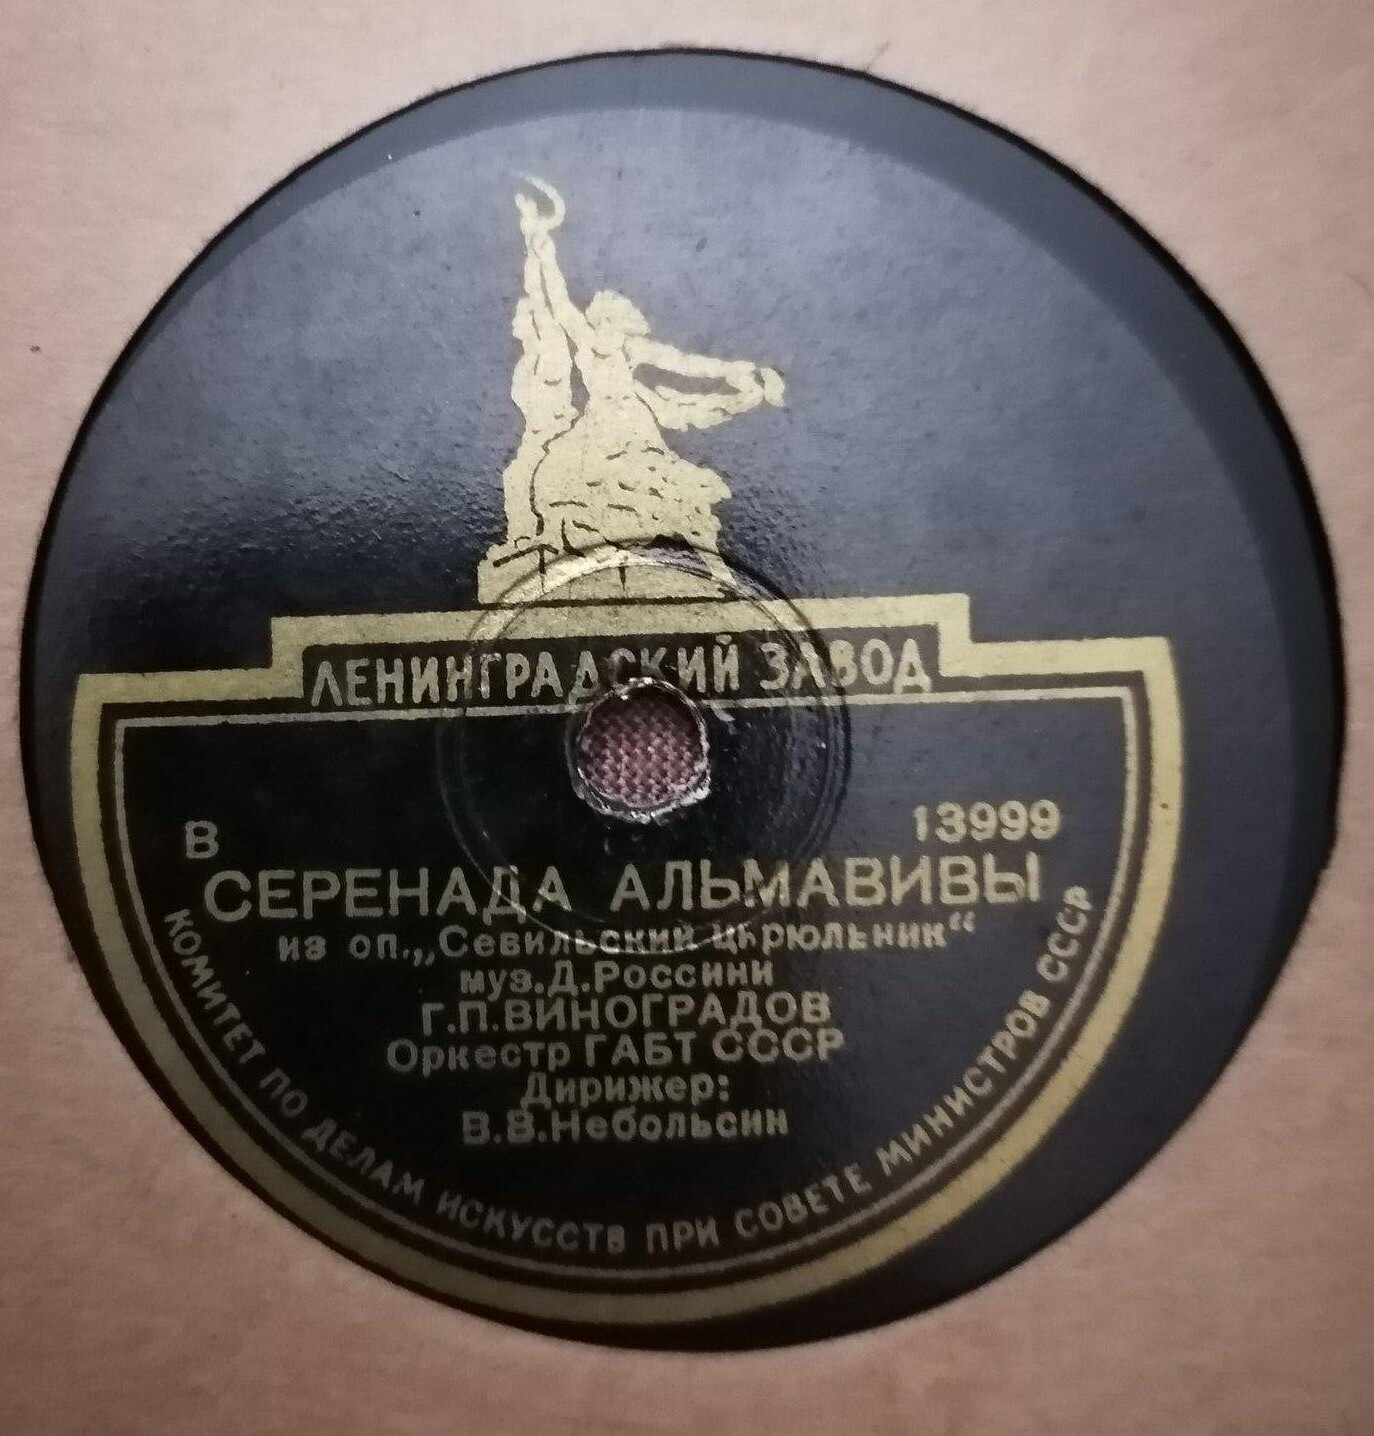 ЛЕНИНГРАДСКИЙ ЗАВОД
В 13999
СЕРЕНАДА АЛЬМАВИВЫ
из оп. „Севильский цирюльник“
муз. Д. Россини
Г.П. ВИНОГРАДОВ
Оркестр ГАБТ СССР
Дирижер:
В.В. Небольсин
КОМИТЕТ ПО ДЕЛАМ ИСКУССТВ ПРИ СОВЕТЕ МИНИСТРОВ СССР